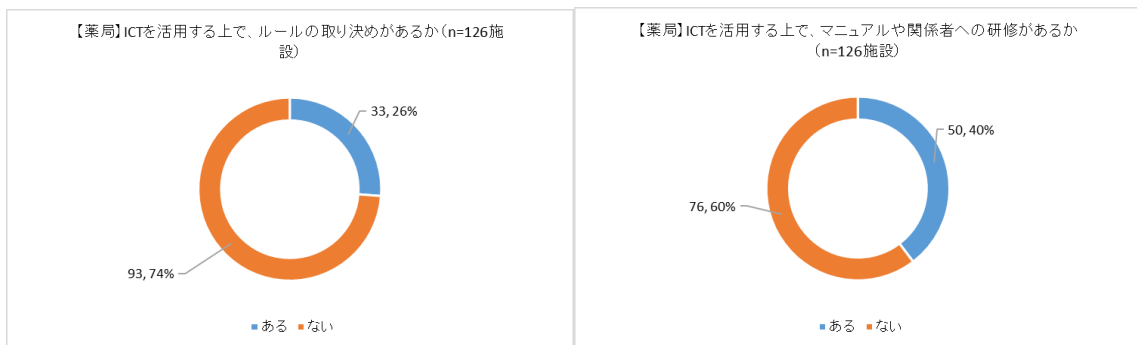 【薬局】ICTを活用する上で、ルールの取り決めがあるか(n=126施
設)
33, 26%
93, 74%
■ある ■ない
【薬局】ICTを活用する上で、マニュアルや関係者への研修があるか
(n=126施設)
50, 40%
76, 60%
■ある ■ない